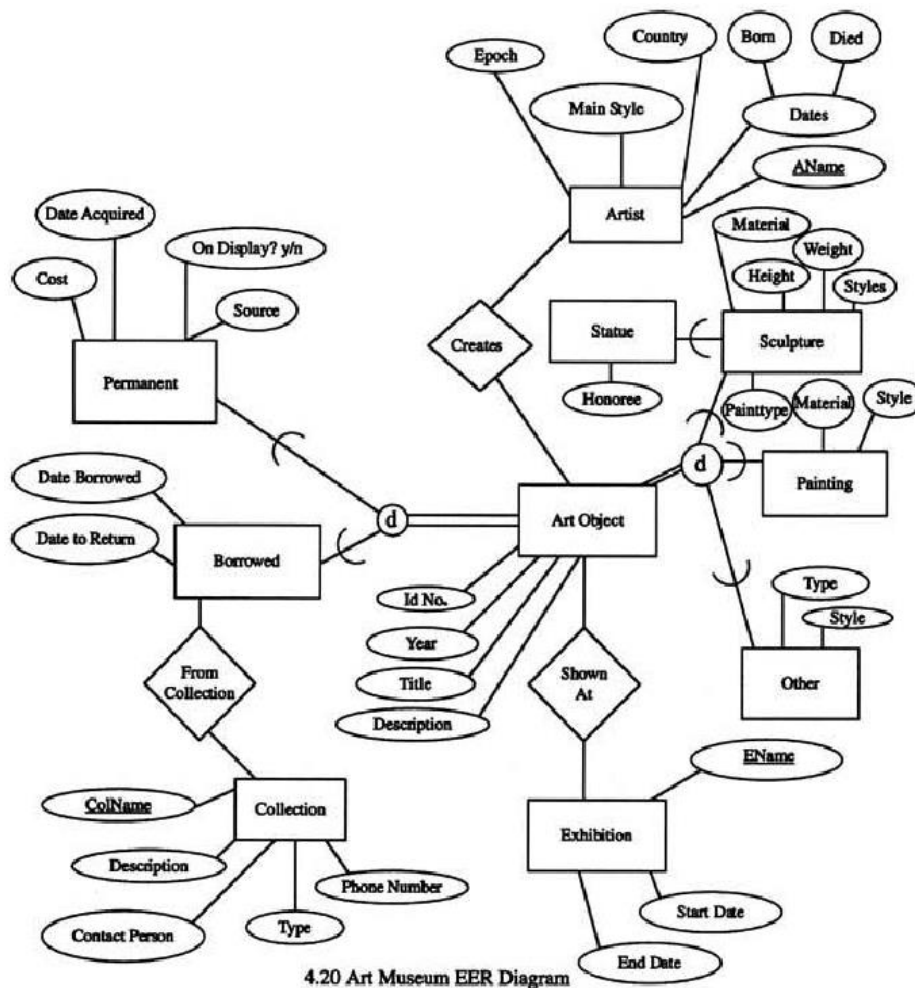 Country
Born
Died
Epoch
Main Style
Dates
AName
Artist
Date Acquired
On Display? y/n
Cost
Source
Permanent
Material
Weight
Height
Styles
Creates
Statue
Sculpture
Honoree
Painttype
Material
Style
d
Painting
Date Borrowed
Date to Return
Borrowed
d
Art Object
Id No.
Year
Title
Description
Type
Style
Other
From
Collection
Shown
At
EName
ColName
Collection
Exhibition
Description
Phone Number
Contact Person
Type
Start Date
End Date
4.20 Art Museum EER Diagram